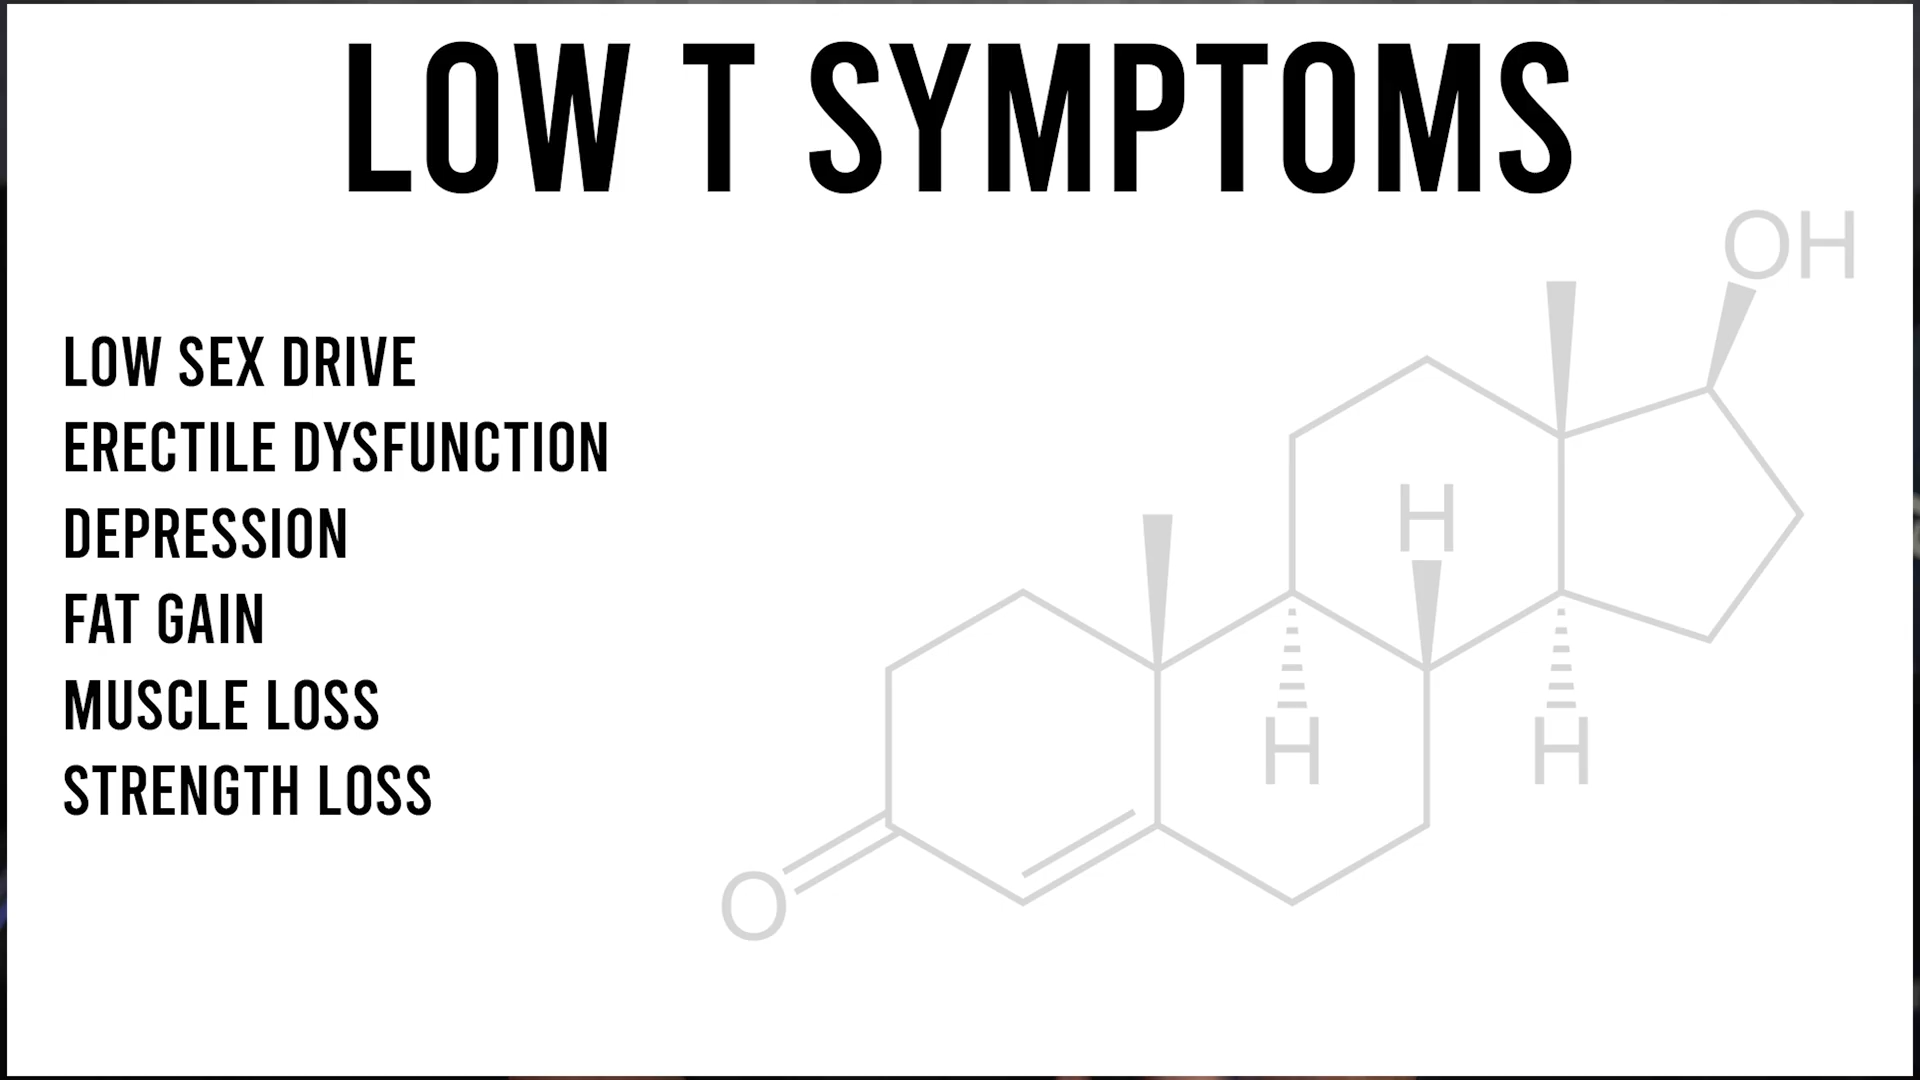 LOW T SYMPTOMS
LOW SEX DRIVE
ERECTILE DYSFUNCTION
DEPRESSION
FAT GAIN
MUSCLE LOSS
STRENGTH LOSS
OH
H
H
H
O